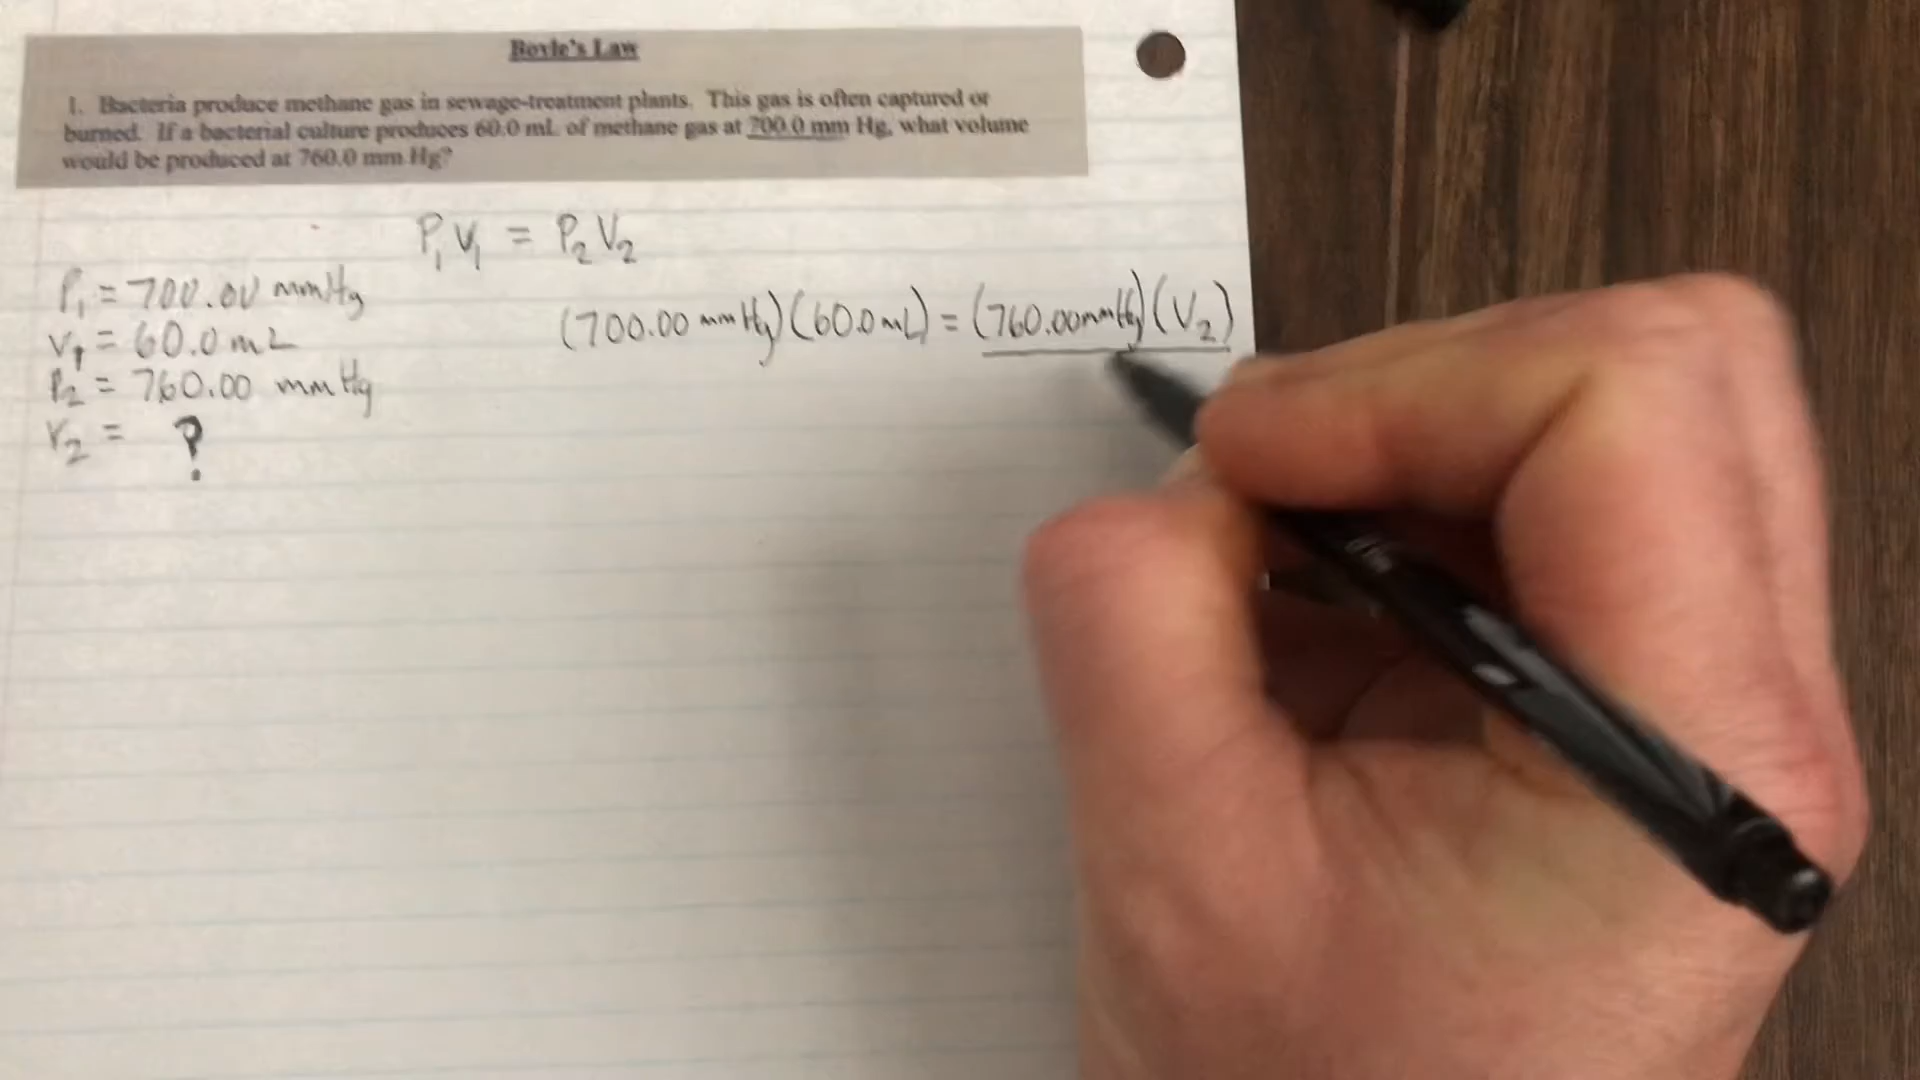 Boyle's Law
1. Bacteria produce methane gas in sewage-treatment plants. This gas is often captured or
burned. If a bacterial culture produces 60.0 mL of methane gas at 700.0 mm Hg, what volume
would be produced at 760.0 mm Hg?
P₁V₁ = P₂V₂
P₁ = 700.00 mmHg
V₁ = 60.0 mL
P₂ = 760.00 mmHg
V₂ = ?
(700.00 mmHg)(60.0 mL) = (760.00 mmHg)(V₂)